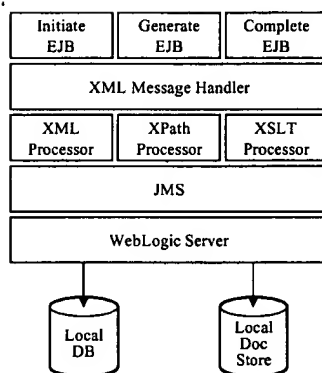 Initiate EJB
Generate EJB
Complete EJB
XML Message Handler
XML Processor
XPath Processor
XSLT Processor
JMS
WebLogic Server
Local DB
Local Doc Store